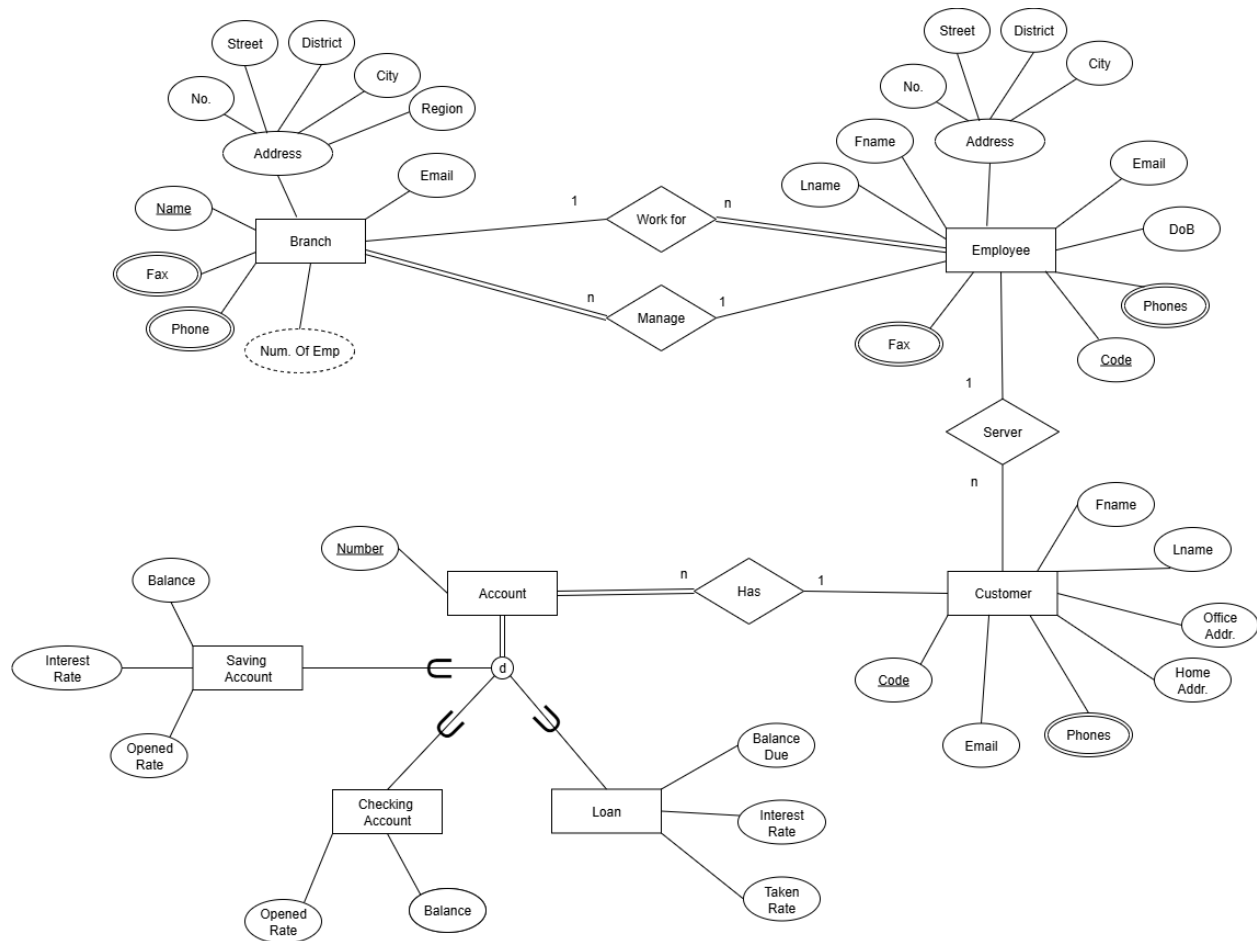 Street
District
Street
District
City
City
No.
Region
No.
Address
Fname
Address
Email
Lname
Email
Name
1
Work for
n
Branch
Employee
DoB
Fax
n
Manage
1
Phones
Phone
Fax
Num. Of Emp
Code
1
Server
n
Fname
Number
Lname
Balance
Account
n
Has
1
Customer
Office
Addr.
Interest
Rate
Saving
Account
d
Code
Home
Addr.
Opened
Rate
Email
Phones
Balance
Due
Checking
Account
Loan
Interest
Rate
Opened
Rate
Balance
Taken
Rate